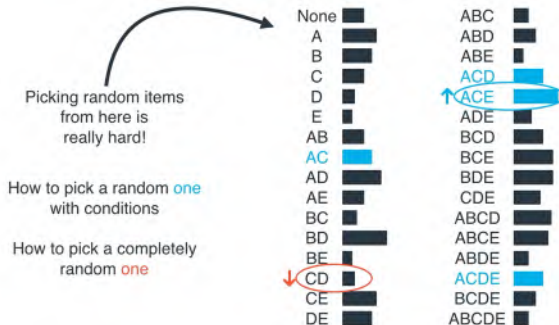 Picking random items
from here is
really hard!
How to pick a random one
with conditions
How to pick a completely
random one
None
A
B
C
D
E
AB
AC
AD
AE
BC
BD
BE
CD
CE
DE
ABC
ABD
ABE
ACD
ACE
ADE
BCD
BCE
BDE
CDE
ABCD
ABCE
ABDE
ACDE
BCDE
ABCDE